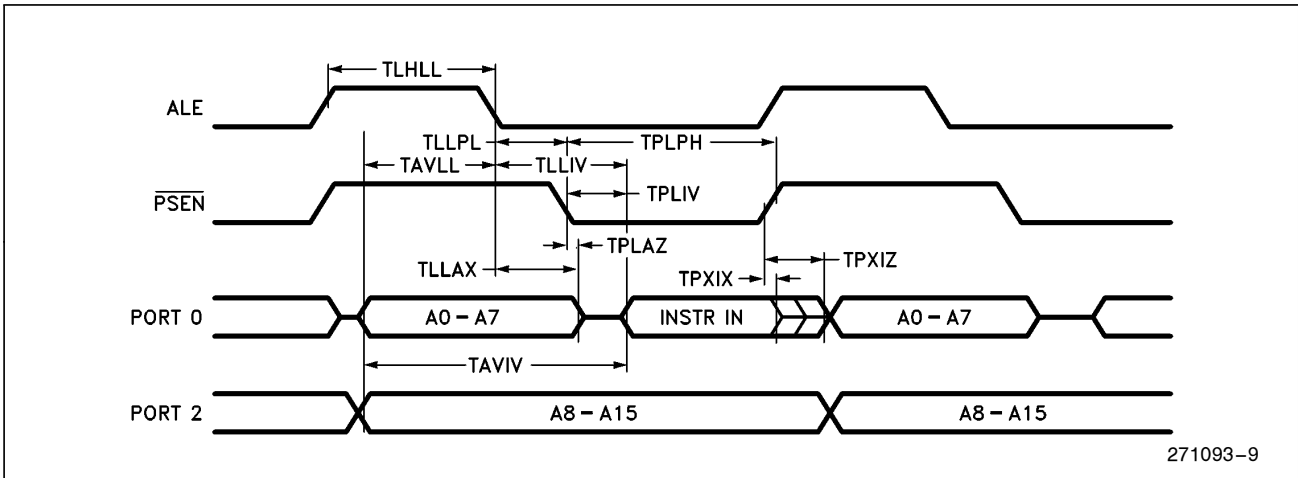 TLHLL
ALE
TLLPL
TPLPH
TAVLL
TLLIV
PSEN
TPLIV
TPLAZ
TLLAX
TPXIZ
TPXIX
PORT 0
A0–A7
INSTR IN
A0–A7
TAVIV
PORT 2
A8–A15
A8–A15
271093–9